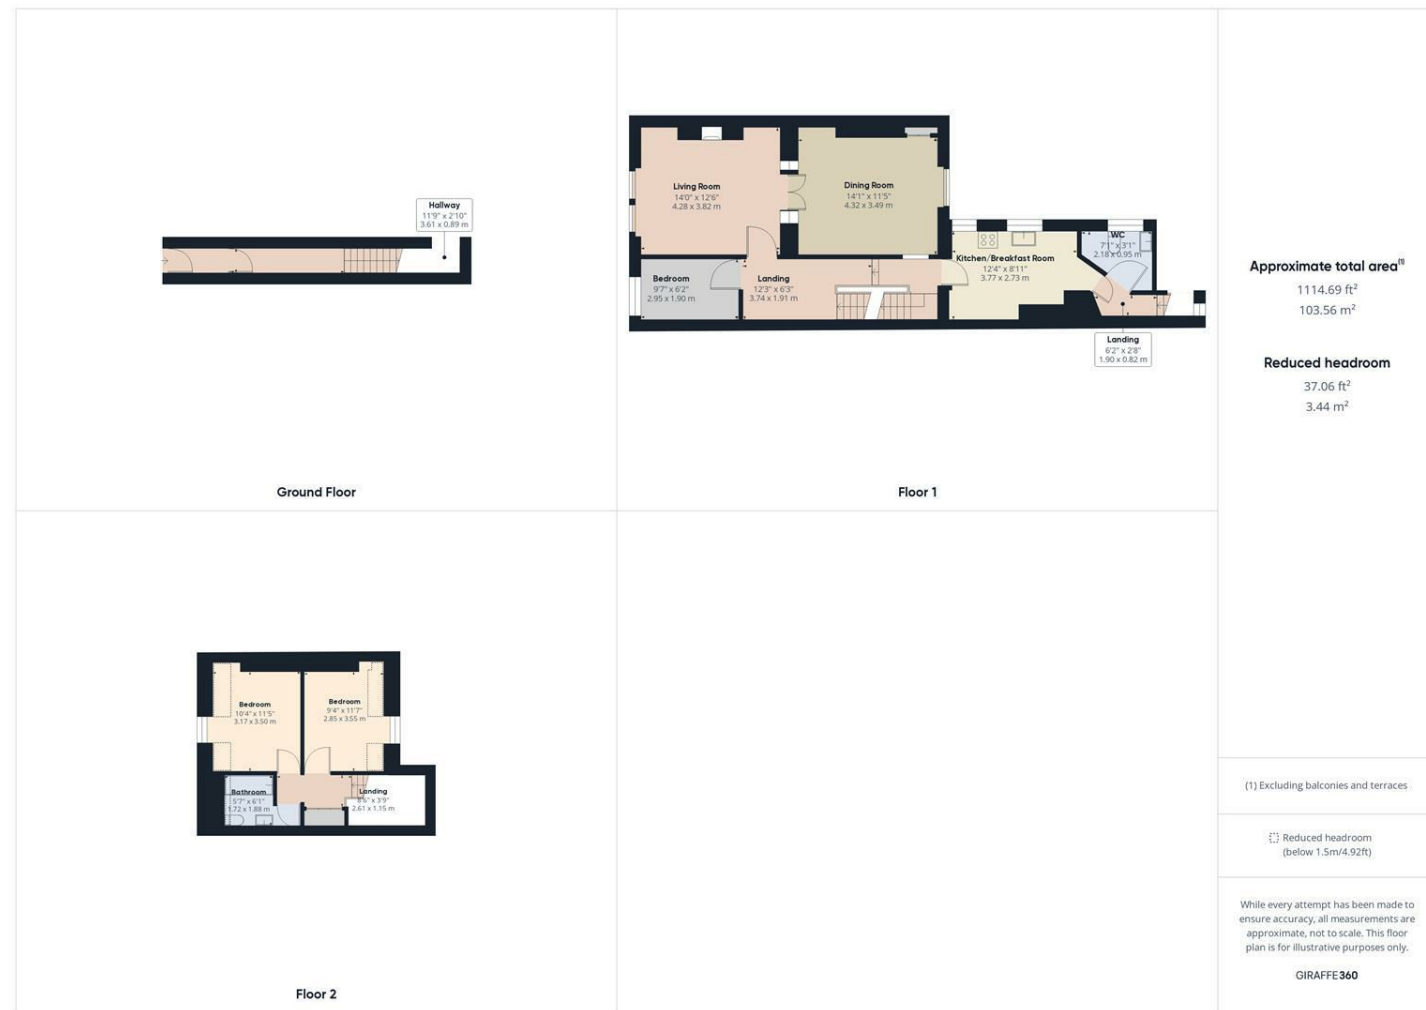 Hallway
11'9" x 2'10"
3.61 x 0.89 m
Ground Floor
Living Room
14'0" x 12'6"
4.28 x 3.82 m
Dining Room
14'1" x 11'5"
4.32 x 3.49 m
Bedroom
9'7" x 6'2"
2.95 x 1.90 m
Landing
12'3" x 6'3"
3.74 x 1.91 m
Kitchen/Breakfast Room
12'4" x 8'11"
3.77 x 2.73 m
WC
7'1" x 3'1"
2.18 x 0.95 m
Landing
6'2" x 2'8"
1.90 x 0.82 m
Floor 1
Bedroom
10'4" x 11'5"
3.17 x 3.50 m
Bedroom
9'4" x 11'7"
2.85 x 3.55 m
Bathroom
5'7" x 6'1"
1.72 x 1.88 m
Landing
8'6" x 3'9"
2.61 x 1.15 m
Floor 2
Approximate total area(1)
1114.69 ft²
103.56 m²
Reduced headroom
37.06 ft²
3.44 m²
(1) Excluding balconies and terraces
Reduced headroom
(below 1.5m/4.92ft)
While every attempt has been made to
ensure accuracy, all measurements are
approximate, not to scale. This floor
plan is for illustrative purposes only.
GIRAFFE360